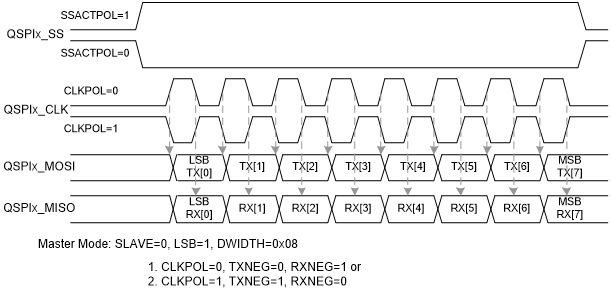 SSACTPOL=1
QSPIx_SS
SSACTPOL=0
CLKPOL=0
QSPIx_CLK
CLKPOL=1
QSPIx_MOSI
LSB TX[0] TX[1] TX[2] TX[3] TX[4] TX[5] TX[6] MSB TX[7]
QSPIx_MISO
LSB RX[0] RX[1] RX[2] RX[3] RX[4] RX[5] RX[6] MSB RX[7]
Master Mode: SLAVE=0, LSB=1, DWIDTH=0x08
1. CLKPOL=0, TXNEG=0, RXNEG=1 or
2. CLKPOL=1, TXNEG=1, RXNEG=0